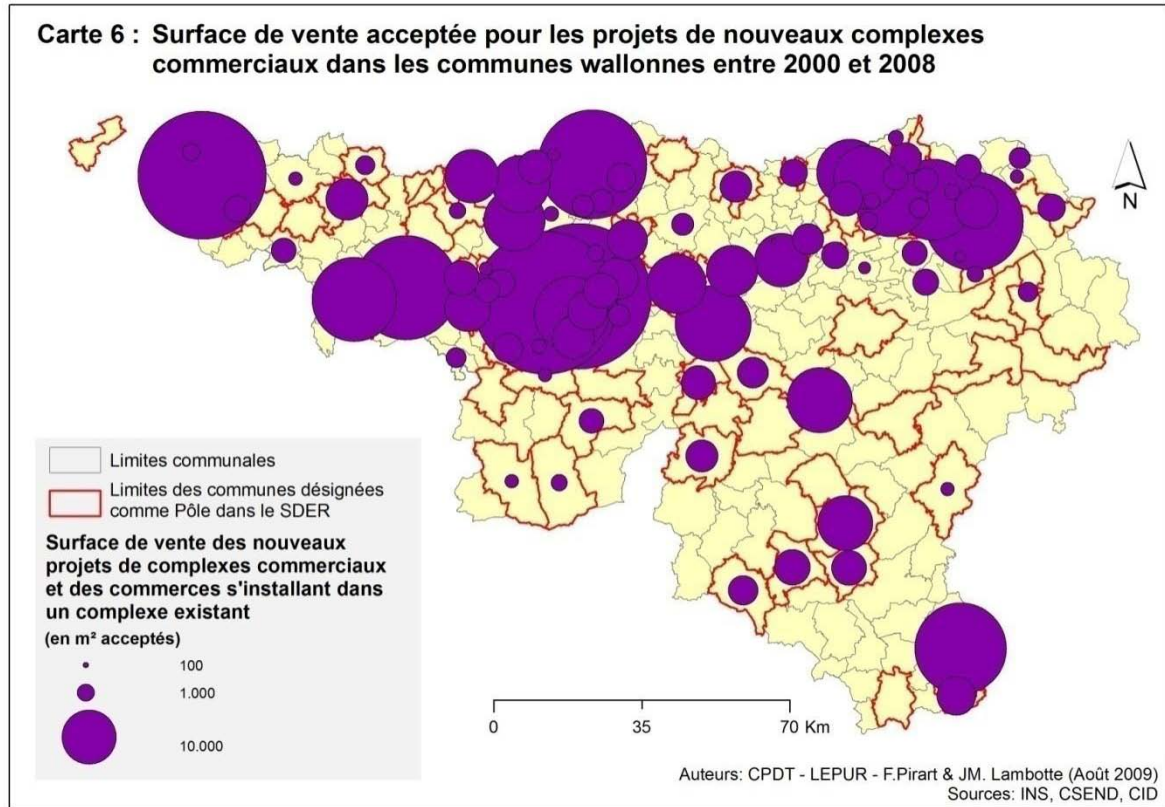 Carte 6 : Surface de vente acceptée pour les projets de nouveaux complexes
commerciaux dans les communes wallonnes entre 2000 et 2008
N
Limites communales
Limites des communes désignées
comme Pôle dans le SDER
Surface de vente des nouveaux
projets de complexes commerciaux
et des commerces s'installant dans
un complexe existant
(en m² acceptés)
100
1.000
10.000
0 35 70 Km
Auteurs: CPDT - LEPUR - F.Pirart & JM. Lambotte (Août 2009)
Sources: INS, CSEND, CID